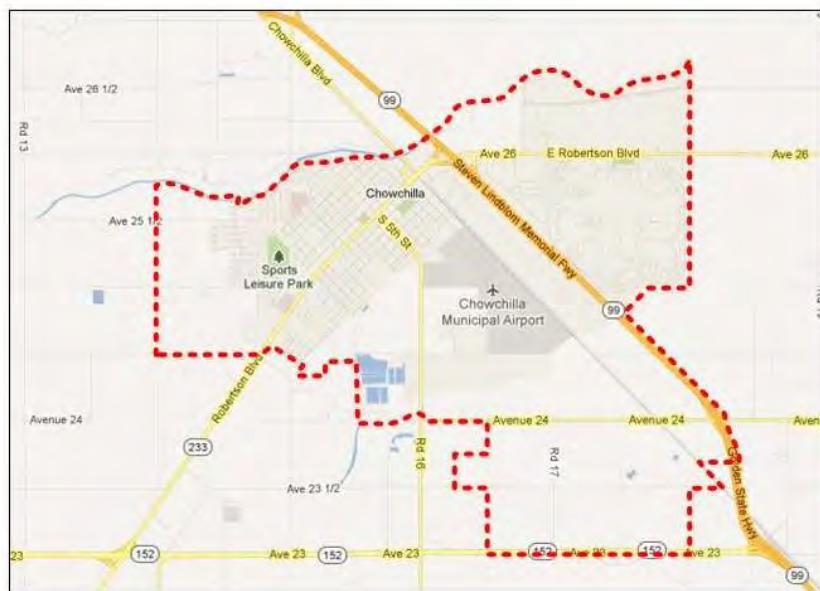 Chowchilla Blvd
Ave 26 1/2
99
Rd 13
Ave 26
E Robertson Blvd
Ave 26
Steven Lindblom Memorial Fwy
Chowchilla
Ave 25 1/2
S 5th St
Sports
Leisure Park
Chowchilla
Municipal Airport
99
Robertson Blvd
Avenue 24
Avenue 24
Avenue 24
233
Rd 16
Rd 17
Golden State Hwy
Ave 23 1/2
23
152
Ave 23
152
Ave 23
152
Ave 23
152
Ave 23
99